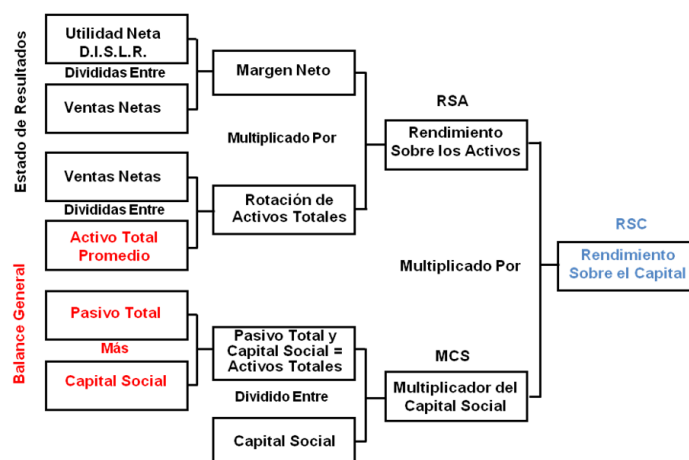 Estado de Resultados
Utilidad Neta
D.I.S.L.R.
Divididas Entre
Ventas Netas
Margen Neto
Multiplicado Por
Ventas Netas
Divididas Entre
Activo Total
Promedio
Rotación de
Activos Totales
RSA
Rendimiento
Sobre los Activos
Balance General
Pasivo Total
Más
Capital Social
Pasivo Total y
Capital Social =
Activos Totales
Dividido Entre
Capital Social
MCS
Multiplicador del
Capital Social
Multiplicado Por
RSC
Rendimiento
Sobre el Capital